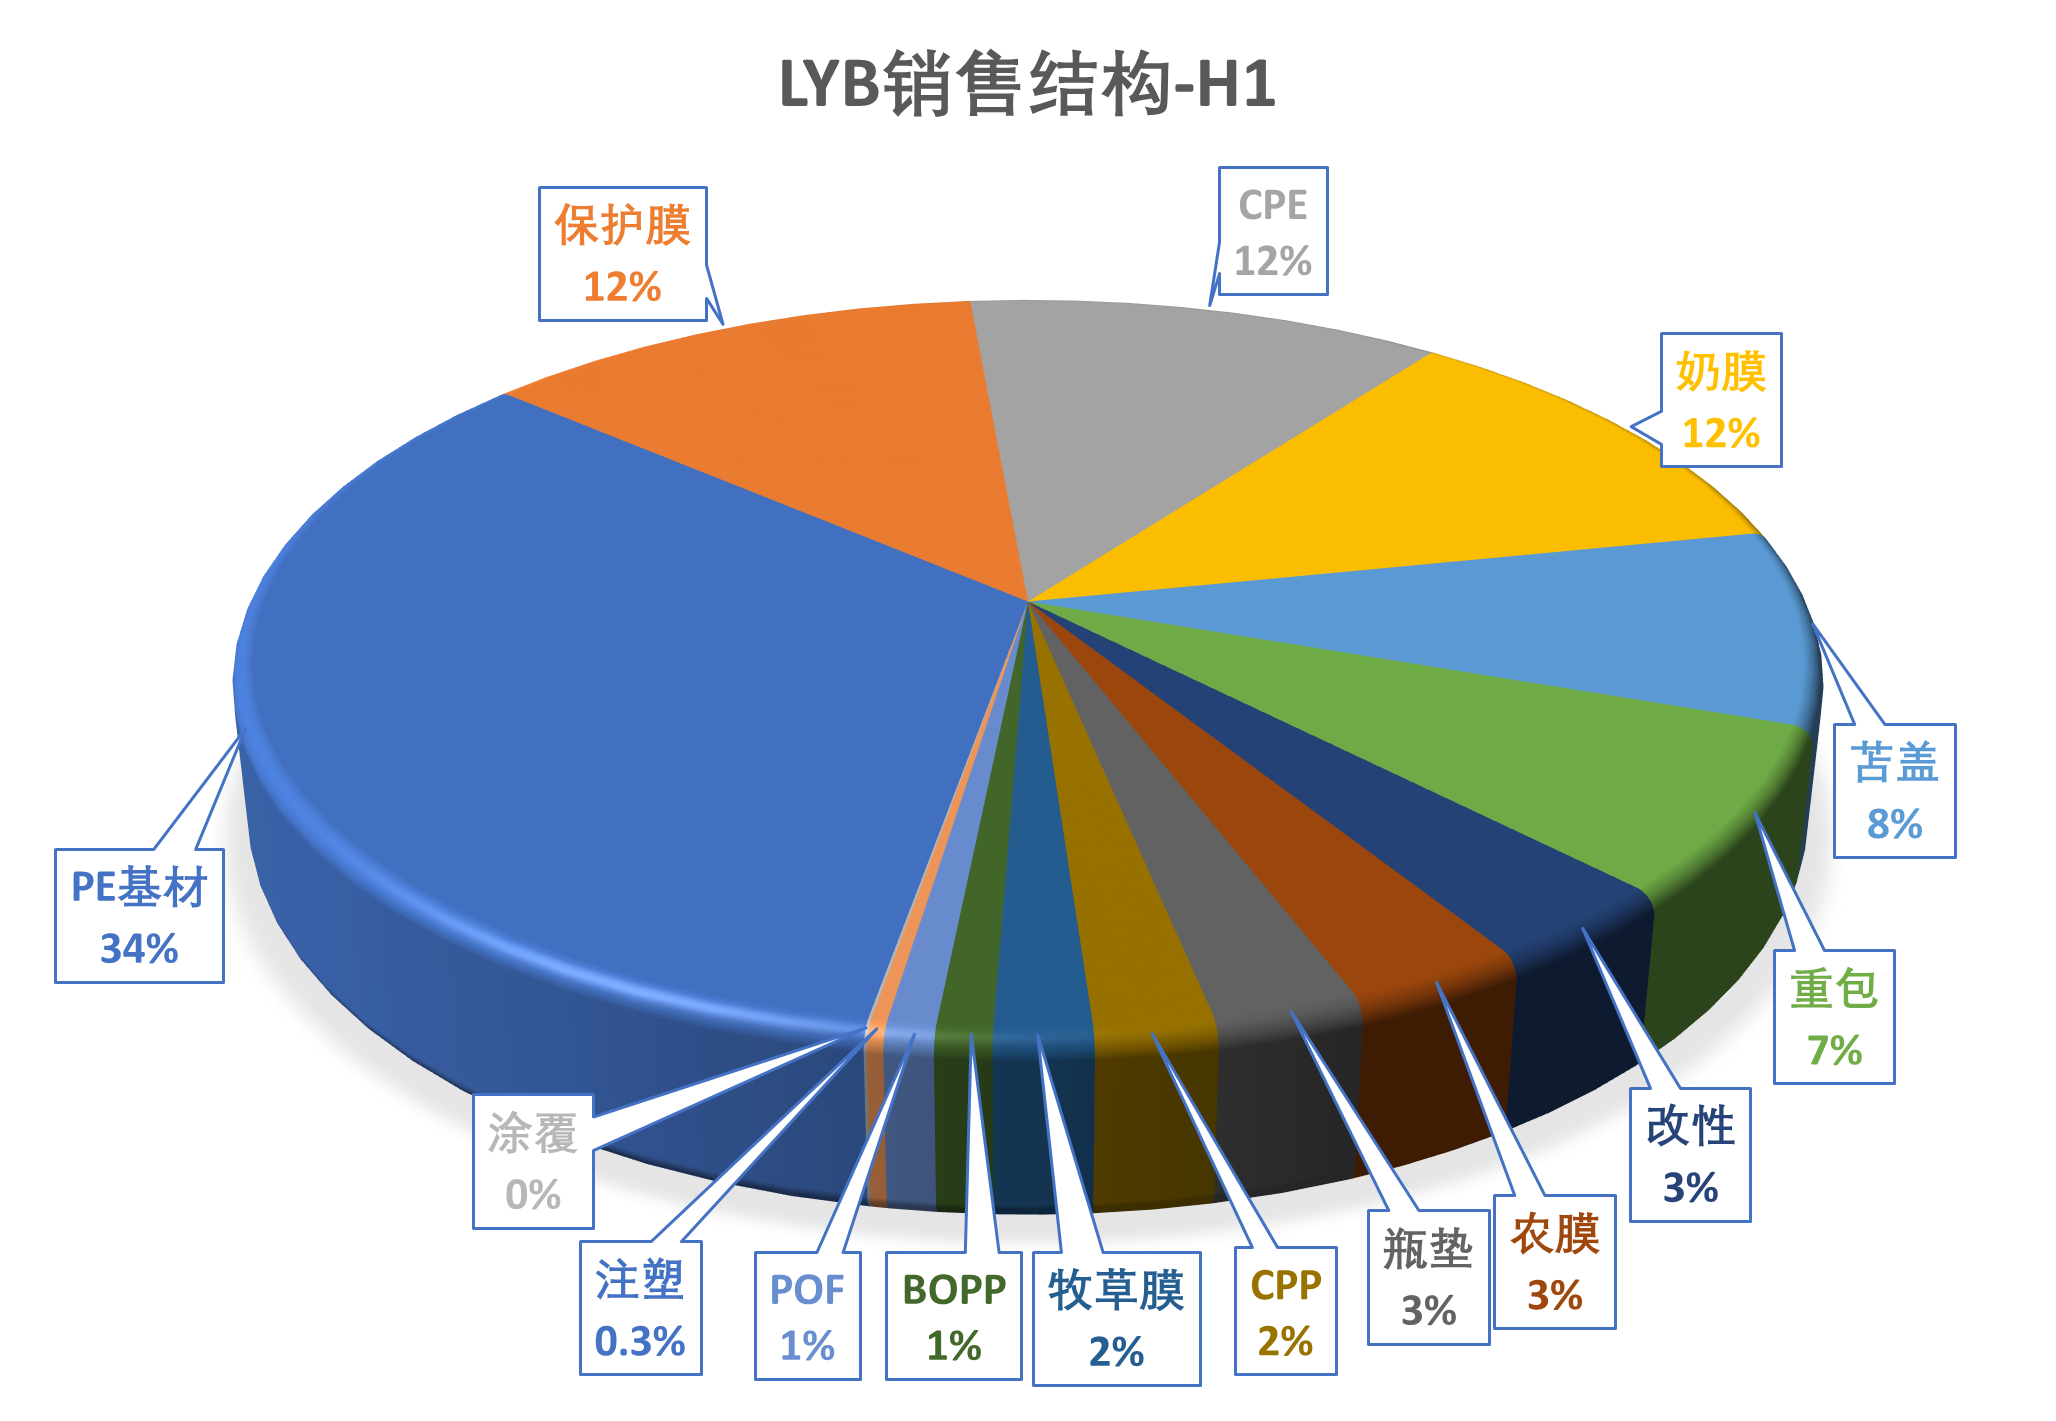 LYB销售结构-H1
CPE
12%
保护膜
12%
奶膜
12%
苫盖
8%
PE基材
34%
重包
7%
改性
3%
涂覆
0%
农膜
3%
瓶垫
3%
注塑
0.3%
POF
1%
BOPP
1%
牧草膜
2%
CPP
2%